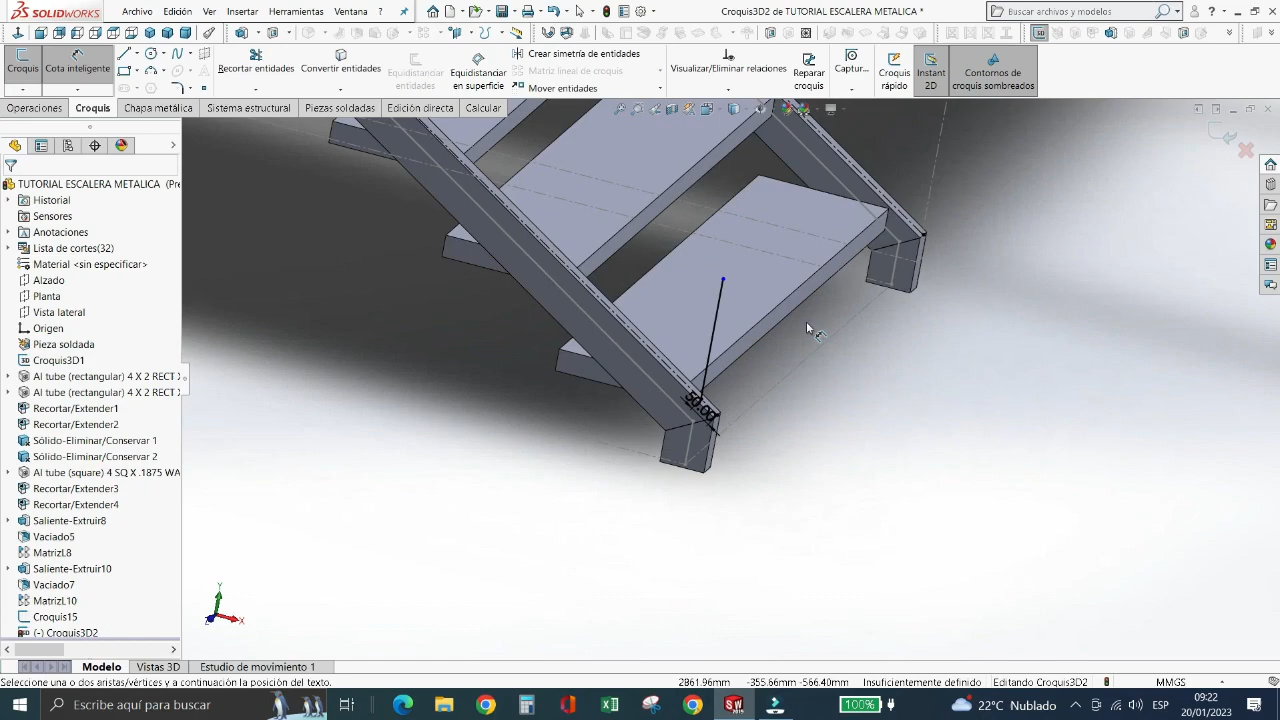 SOLIDWORKS
Archivo Edición Ver Insertar Herramientas Ventana ?
Croquis3D2 de TUTORIAL ESCALERA METALICA *
Buscar archivos y modelos
Croquis
Cota inteligente
Recortar entidades
Convertir entidades
Equidistanciar entidades
Equidistanciar en superficie
Crear simetría de entidades
Matriz lineal de croquis
Mover entidades
Visualizar/Eliminar relaciones
Reparar croquis
Captur...
Croquis rápido
Instant 2D
Contornos de croquis sombreados
Operaciones Croquis Chapa metálica Sistema estructural Piezas soldadas Edición directa Calcular
TUTORIAL ESCALERA METALICA (Pre
Historial
Sensores
Anotaciones
Lista de cortes(32)
Material <sin especificar>
Alzado
Planta
Vista lateral
Origen
Pieza soldada
Croquis3D1
Al tube (rectangular) 4 X 2 RECT X
Al tube (rectangular) 4 X 2 RECT X
Recortar/Extender1
Recortar/Extender2
Sólido-Eliminar/Conservar 1
Sólido-Eliminar/Conservar 2
Al tube (square) 4 SQ X .1875 WA
Recortar/Extender3
Recortar/Extender4
Saliente-Extruir8
Vaciado5
MatrizL8
Saliente-Extruir10
Vaciado7
MatrizL10
Croquis15
(-) Croquis3D2
50.00
Y
X
Z
Modelo Vistas 3D Estudio de movimiento 1
Seleccione una o dos aristas/vértices y a continuación la posición del texto.
2861.96mm -355.66mm -566.40mm Insuficientemente definido Editando Croquis3D2 MMGS
Escribe aquí para buscar
100%
22°C Nublado
ESP
09:22
20/01/2023